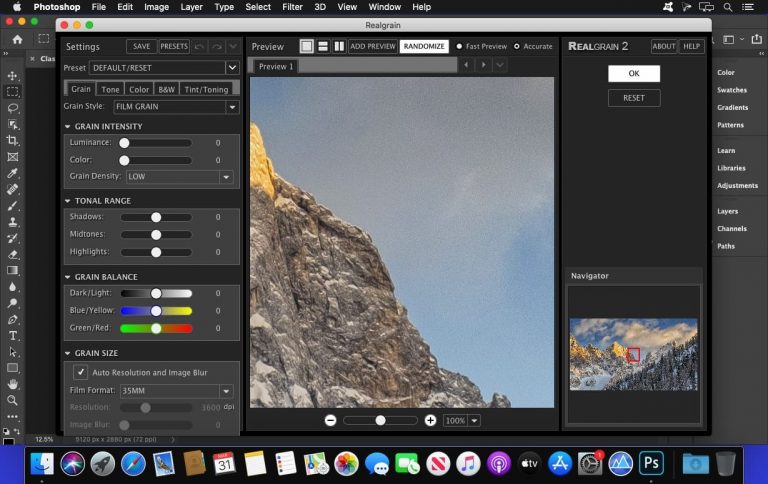 Photoshop File Edit Image Layer Type Select Filter 3D View Window Help
Realgrain
Settings SAVE PRESETS
Preset DEFAULT/RESET
Grain Tone Color B&W Tint/Toning
Grain Style: FILM GRAIN
GRAIN INTENSITY
Luminance: 0
Color: 0
Grain Density: LOW
TONAL RANGE
Shadows: 0
Midtones: 0
Highlights: 0
GRAIN BALANCE
Dark/Light: 0
Blue/Yellow: 0
Green/Red: 0
GRAIN SIZE
Auto Resolution and Image Blur
Film Format: 35MM
Resolution: 3600 dpi
Image Blur: 0
Preview ADD PREVIEW RANDOMIZE Fast Preview Accurate
Preview 1
100%
REALGRAIN 2 ABOUT HELP
OK
RESET
Navigator
Clas
Color
Swatches
Gradients
Patterns
Learn
Libraries
Adjustments
Layers
Channels
Paths
12.5% 5120 px x 2880 px (72 ppi)
31
tv
1
Ps